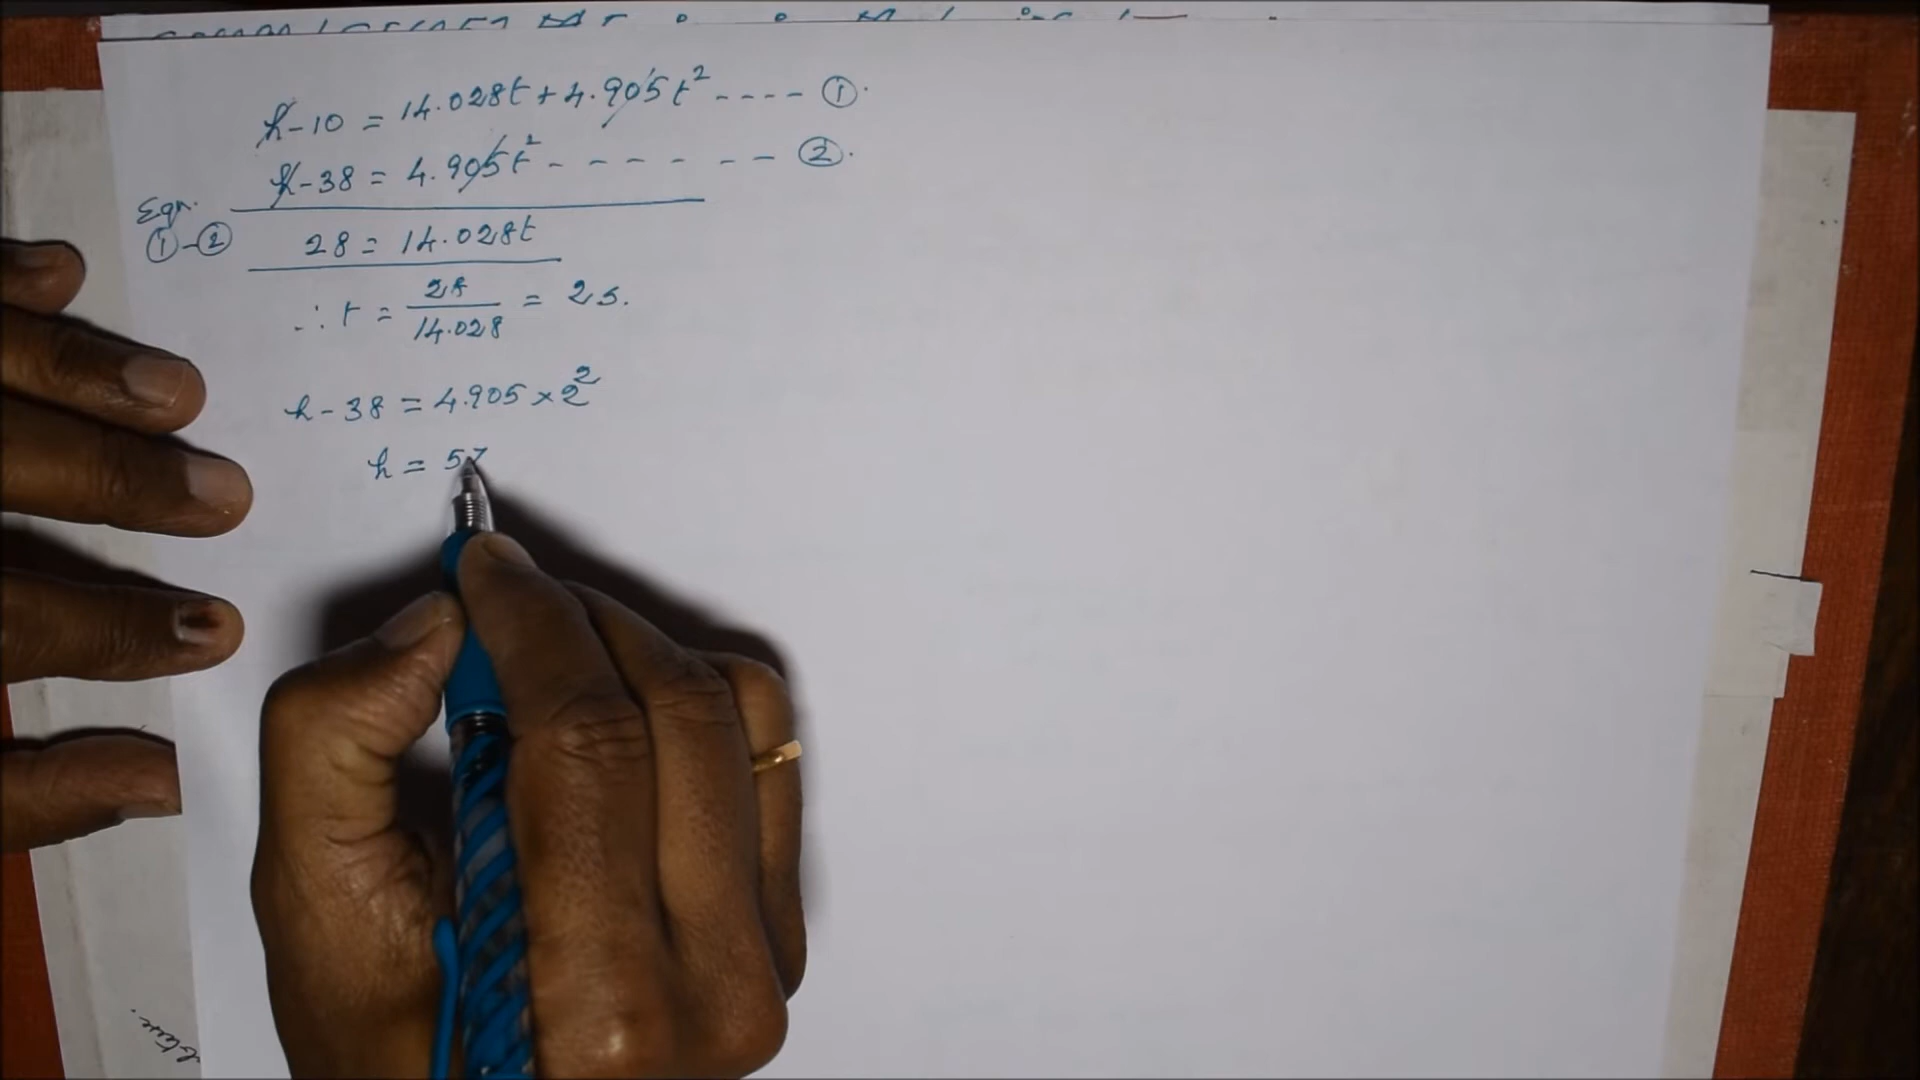 h-10 = 14.028t + 4.905t² ---- ①.
h-38 = 4.905t² - - - - - -- ②.
Eqn.
①-② 28 = 14.028t
∴ t = 28/14.028 = 2s.
h - 38 = 4.905 × 2²
h = 57